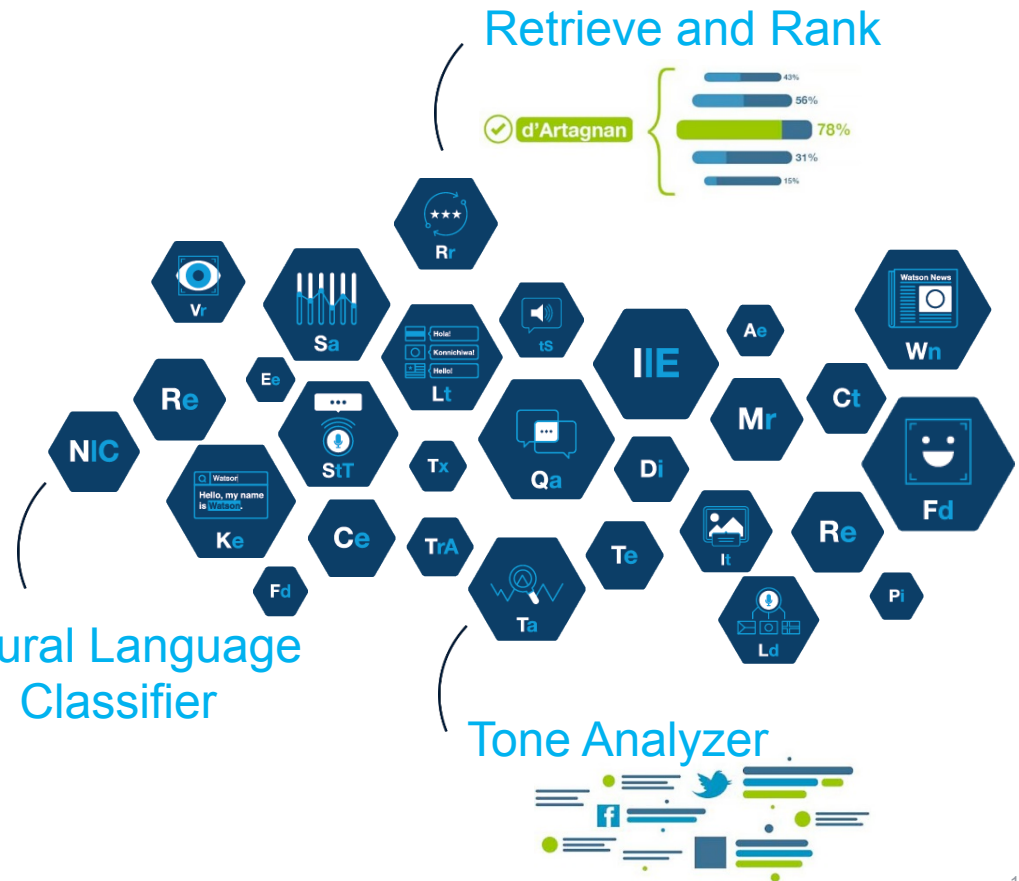 Retrieve and Rank
43%
56%
d'Artagnan
78%
31%
15%
Rr
Vr
Sa
Hola!
Konnichiwa!
Hello!
Lt
tS
IIE
Ae
Watson News
Wn
Re
Ee
Mr
Ct
NIC
StT
Tx
Qa
Di
Fd
Watson
Hello, my name
is Watson.
Ke
Ce
TrA
Te
It
Re
Fd
Ta
Pi
Ld
ural Language
Classifier
Tone Analyzer
f